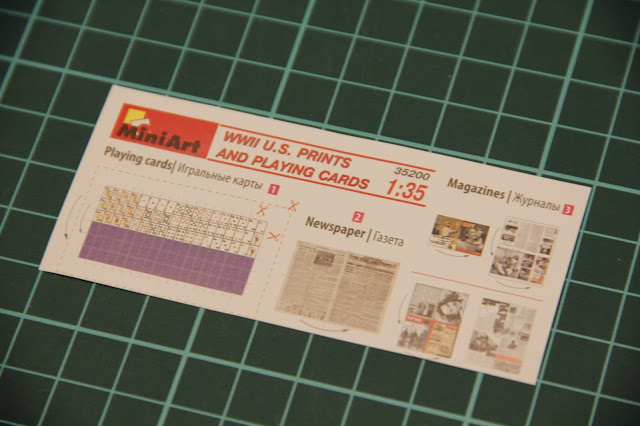 MiniArt
WWII U.S. PRINTS
AND PLAYING CARDS
35200
1:35
Playing cards| Игральные карты 1
2
Newspaper | Газета
Magazines | Журналы 3